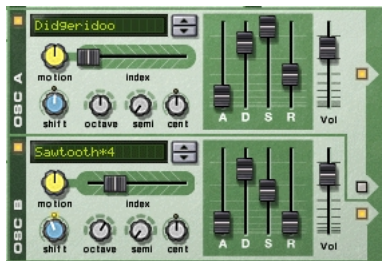 OSC A
Didgeridoo
motion index
shift octave semi cent
A D S R Vol
OSC B
Sawtooth*4
motion index
shift octave semi cent
A D S R Vol